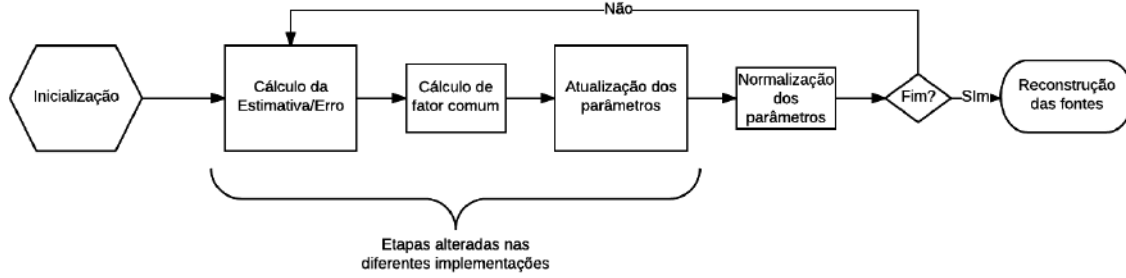 Não
Inicialização
Cálculo da
Estimativa/Erro
Cálculo de
fator comum
Atualização dos
parâmetros
Normalização
dos
parâmetros
Fim?
SIm
Reconstrução
das fontes
Etapas alteradas nas
diferentes implementações